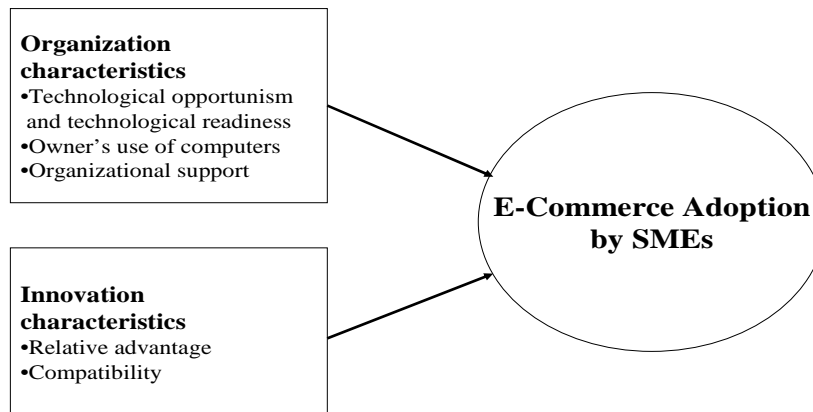 Organization
characteristics
•Technological opportunism
and technological readiness
•Owner's use of computers
•Organizational support
E-Commerce Adoption
by SMEs
Innovation
characteristics
•Relative advantage
•Compatibility